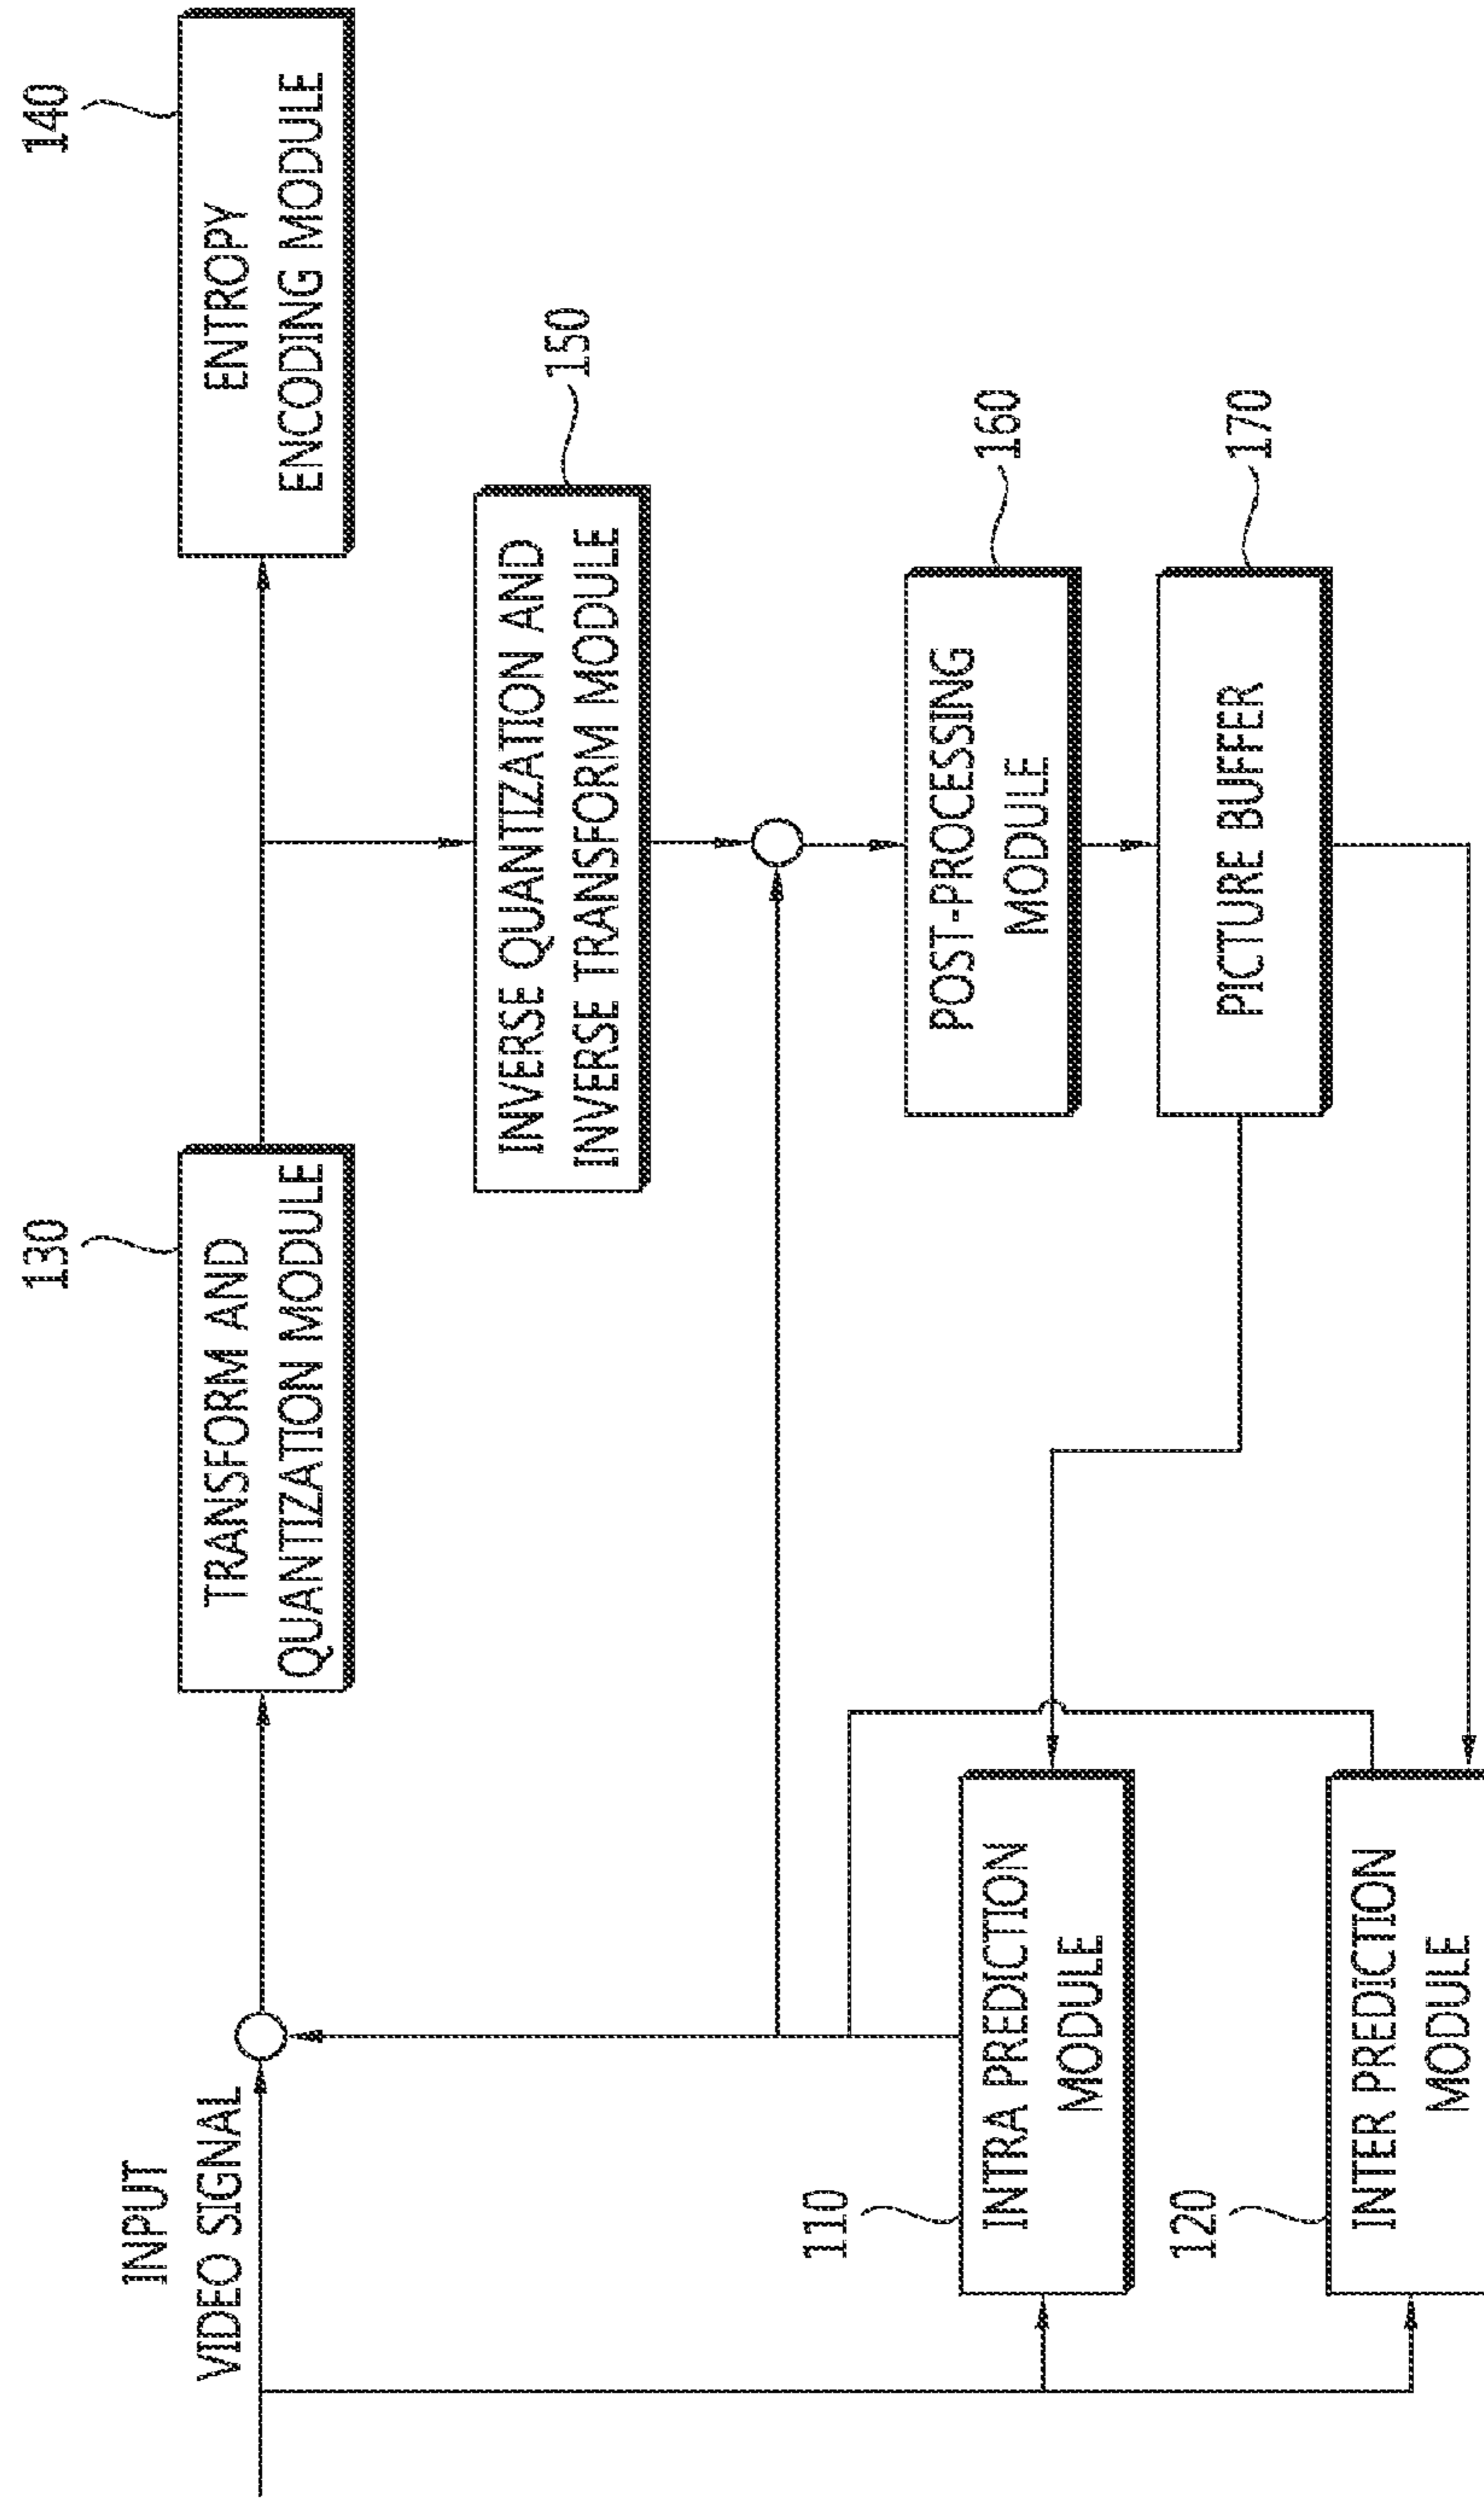 INPUT
VIDEO SIGNAL
130
TRANSFORM AND
QUANTIZATION MODULE
140
ENTROPY
ENCODING MODULE
150
INVERSE QUANTIZATION AND
INVERSE TRANSFORM MODULE
110
INTRA PREDICTION
MODULE
160
POST-PROCESSING
MODULE
120
INTER PREDICTION
MODULE
170
PICTURE BUFFER